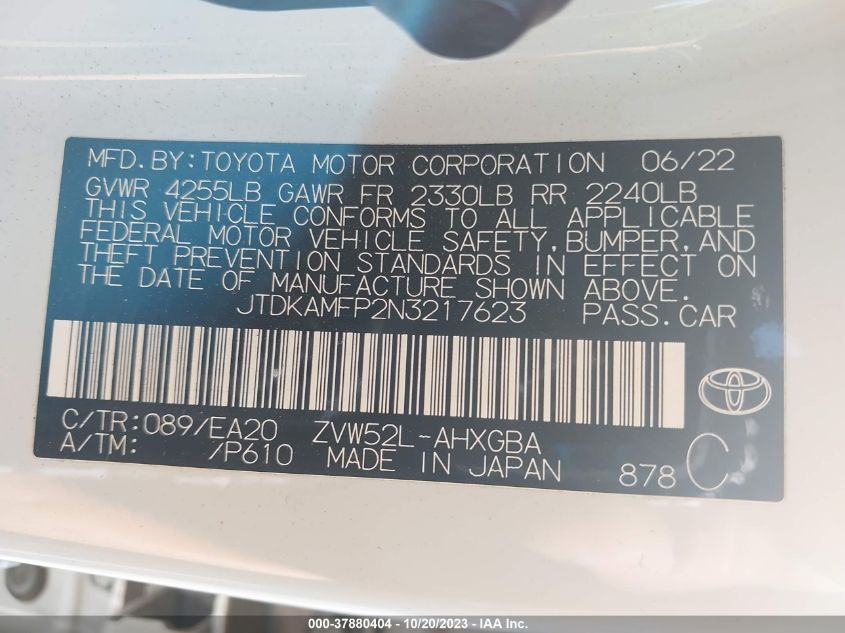 MFD.BY:TOYOTA MOTOR CORPORATION 06/22
GVWR 4255LB GAWR FR 2330LB RR 2240LB
THIS VEHICLE CONFORMS TO ALL APPLICABLE
FEDERAL MOTOR VEHICLE SAFETY,BUMPER,AND
THEFT PREVENTION STANDARDS IN EFFECT ON
THE DATE OF MANUFACTURE SHOWN ABOVE.
JTDKAMFP2N3217623 PASS.CAR
C/TR:089/EA20 ZVW52L-AHXGBA
A/TM: /P610 MADE IN JAPAN 878 C
000-37880404 - 10/20/2023 - IAA Inc.